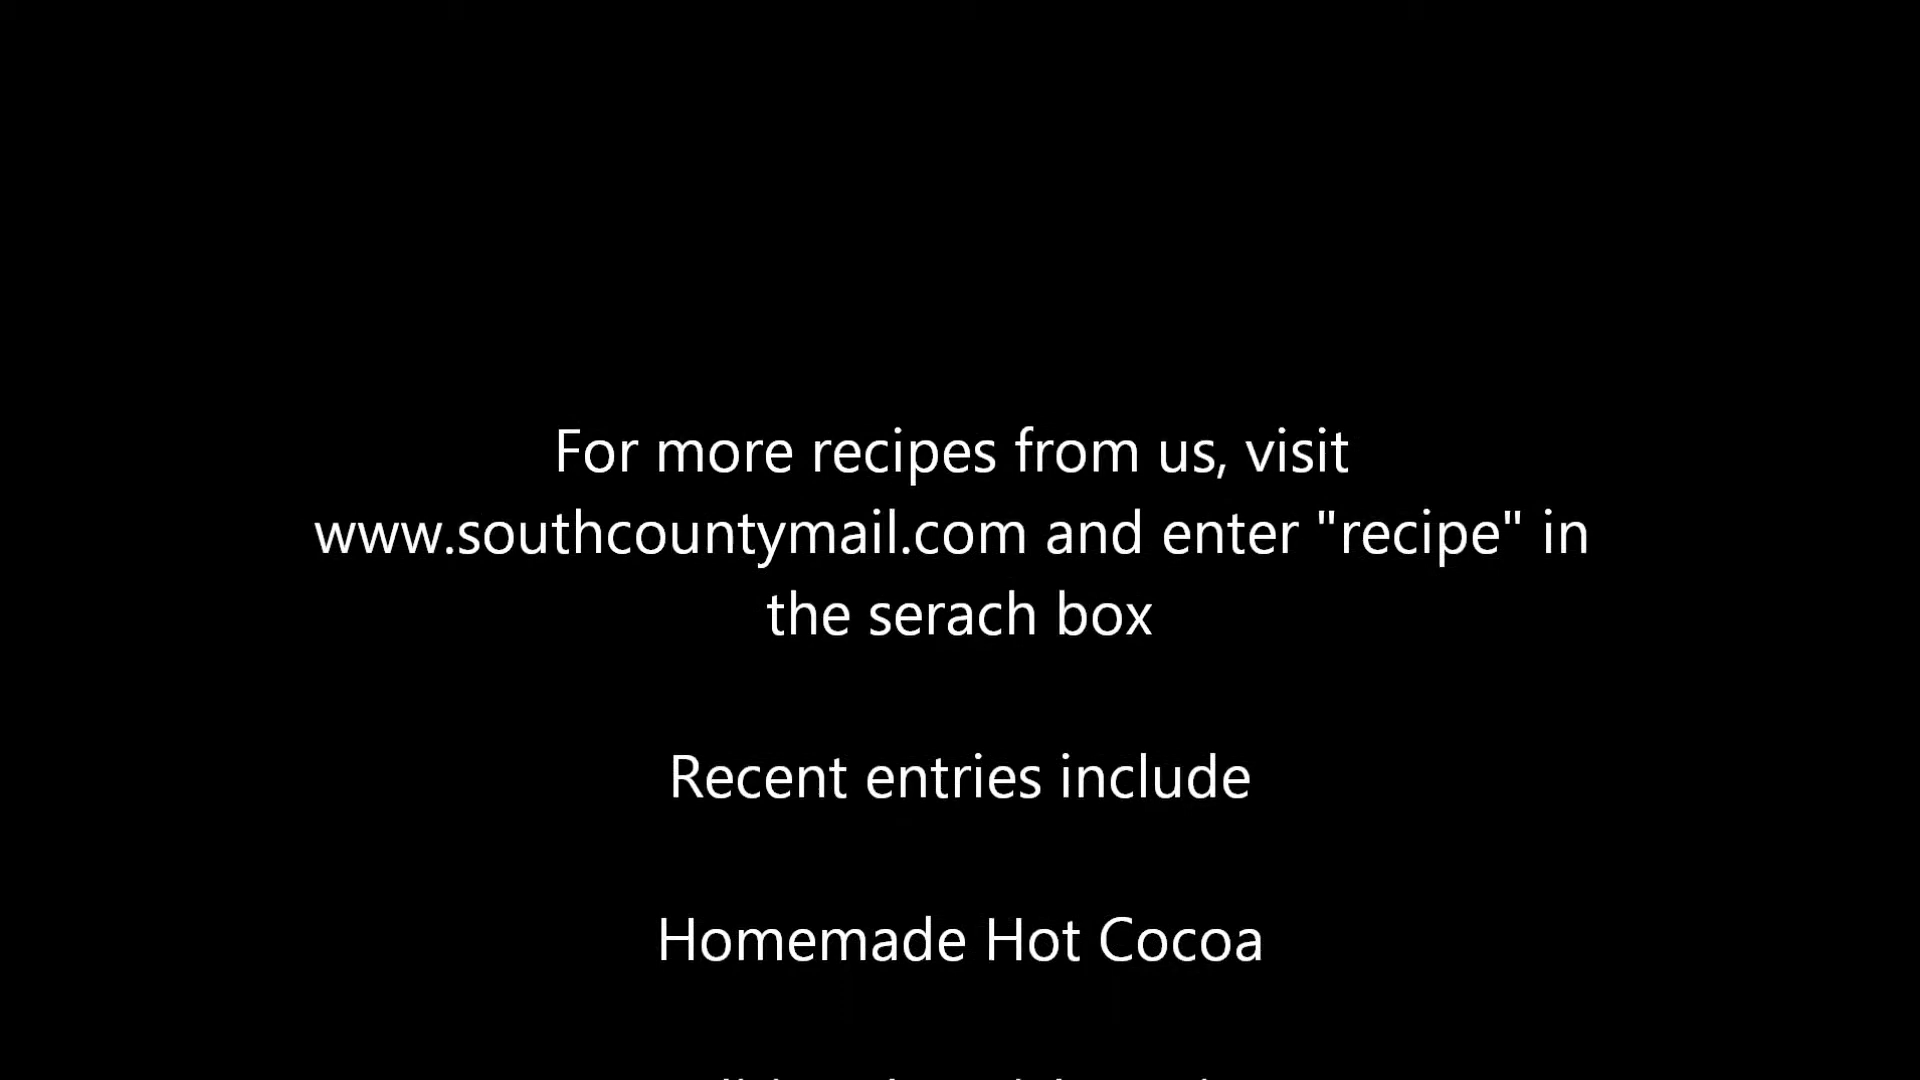 For more recipes from us, visit
www.southcountymail.com and enter "recipe" in
the serach box
Recent entries include
Homemade Hot Cocoa